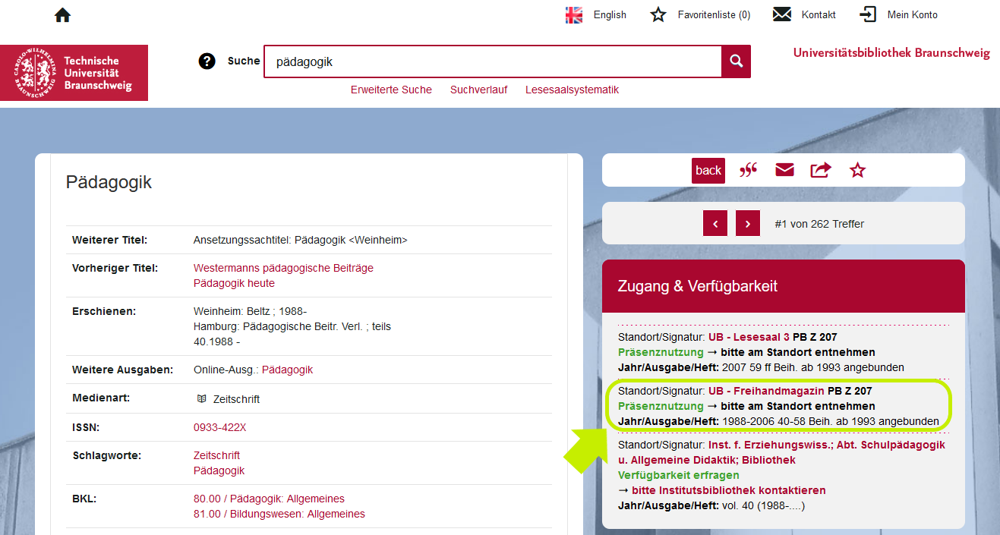 English
Favoritenliste (0)
Kontakt
Mein Konto
CAROLO-WILHELMINA
BRAUNSCHWEIG
Technische
Universität
Braunschweig
?
Suche
pädagogik
Universitätsbibliothek Braunschweig
Erweiterte Suche
Suchverlauf
Lesesaalsystematik
Pädagogik
Weiterer Titel: Ansetzungssachtitel: Pädagogik <Weinheim>
Vorheriger Titel: Westermanns pädagogische Beiträge
Pädagogik heute
Erschienen: Weinheim: Beltz ; 1988-
Hamburg: Pädagogische Beitr. Verl. ; teils
40.1988 -
Weitere Ausgaben: Online-Ausg.: Pädagogik
Medienart: Zeitschrift
ISSN: 0933-422X
Schlagworte: Zeitschrift
Pädagogik
BKL: 80.00 / Pädagogik: Allgemeines
81.00 / Bildungswesen: Allgemeines
back
‹ › #1 von 262 Treffer
Zugang & Verfügbarkeit
Standort/Signatur: UB - Lesesaal 3 PB Z 207
Präsenznutzung → bitte am Standort entnehmen
Jahr/Ausgabe/Heft: 2007 59 ff Beih. ab 1993 angebunden
Standort/Signatur: UB - Freihandmagazin PB Z 207
Präsenznutzung → bitte am Standort entnehmen
Jahr/Ausgabe/Heft: 1988-2006 40-58 Beih. ab 1993 angebunden
Standort/Signatur: Inst. f. Erziehungswiss.; Abt. Schulpädagogik
u. Allgemeine Didaktik; Bibliothek
Verfügbarkeit erfragen
→ bitte Institutsbibliothek kontaktieren
Jahr/Ausgabe/Heft: vol. 40 (1988-....)